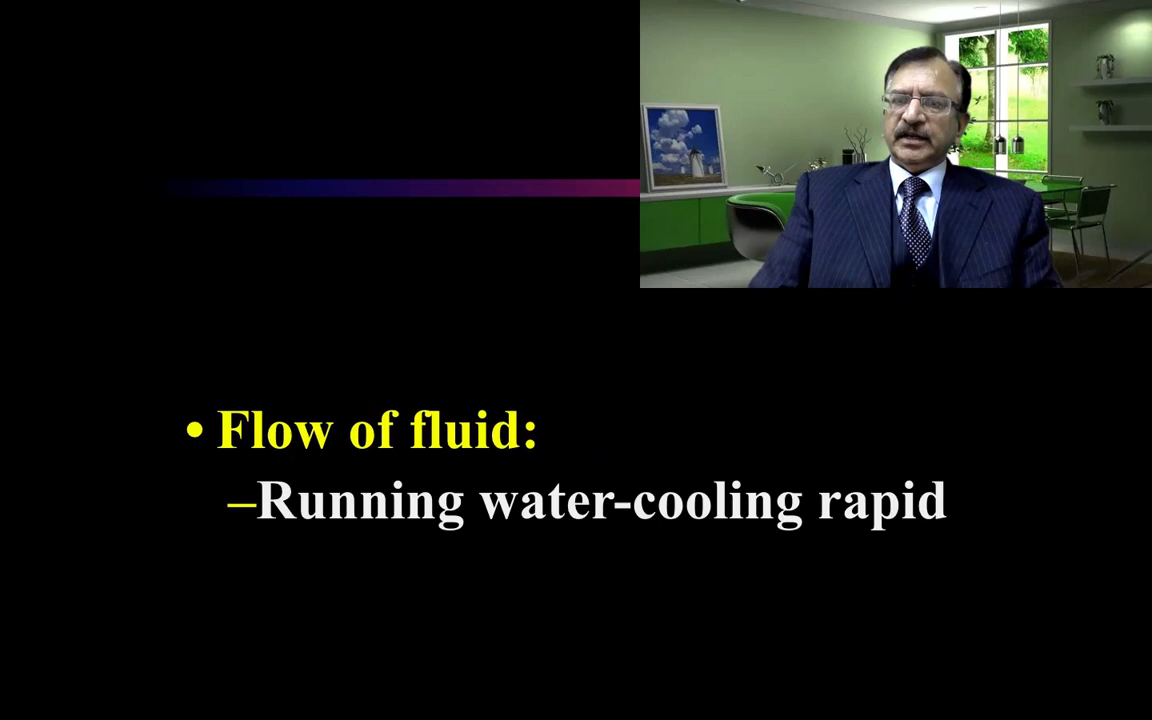 • Flow of fluid:
–Running water-cooling rapid